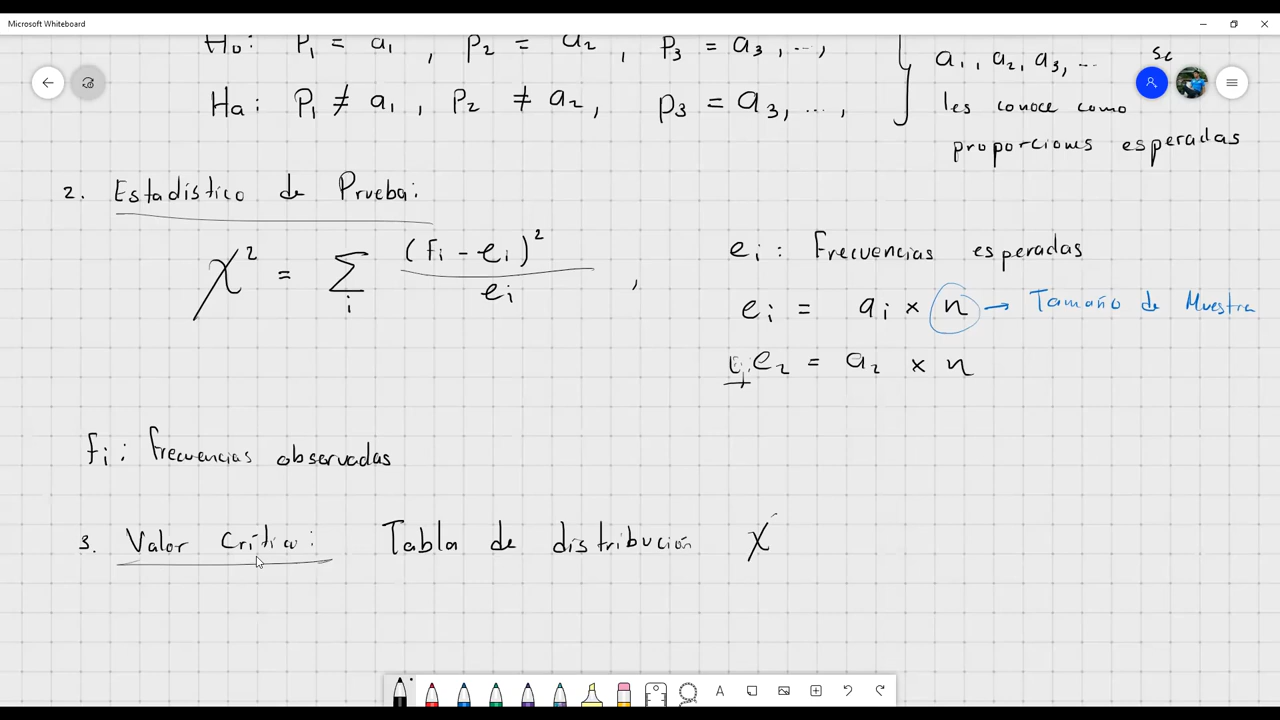 Microsoft Whiteboard
Ho: P1 = a1 , P2 = a2 , P3 = a3 , ...,
Ha: P1 ≠ a1 , P2 ≠ a2 , P3 = a3 , ...,
a1, a2, a3, ... se
les conoce como
proporciones esperadas
2. Estadístico de Prueba:
χ² = Σi (fi - ei)² / ei ,
ei : Frecuencias esperadas
ei = ai × n → Tamaño de Muestra
e2 = a2 × n
fi : frecuencias observadas
3. Valor Crítico: Tabla de distribución χ
A